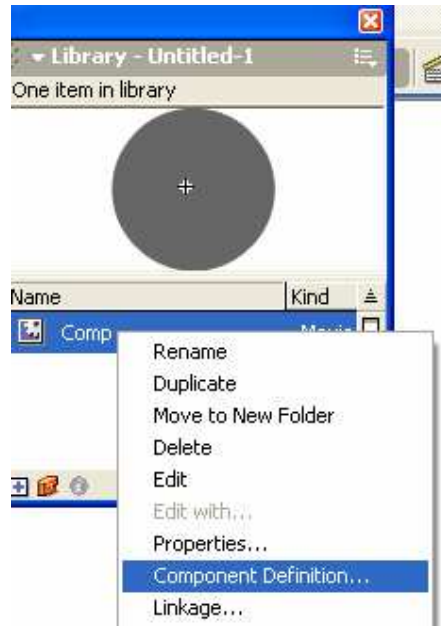 Library - Untitled-1
One item in library
Name Kind
Comp Movie
Rename
Duplicate
Move to New Folder
Delete
Edit
Edit with...
Properties...
Component Definition...
Linkage...